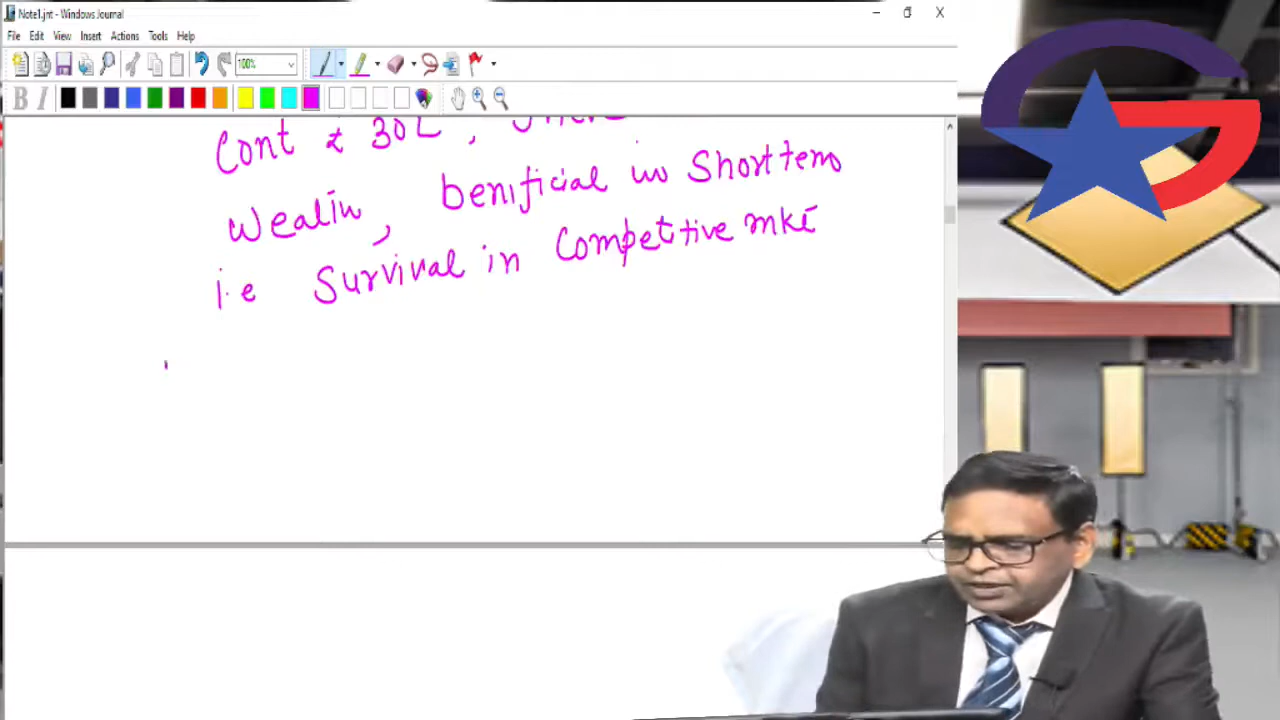 Note1.jnt - Windows Journal
File Edit View Insert Actions Tools Help
100%
B I
Cont ₹ 30L ,
Wealth, benificial in Short term
i.e Survival in Competitive mkt